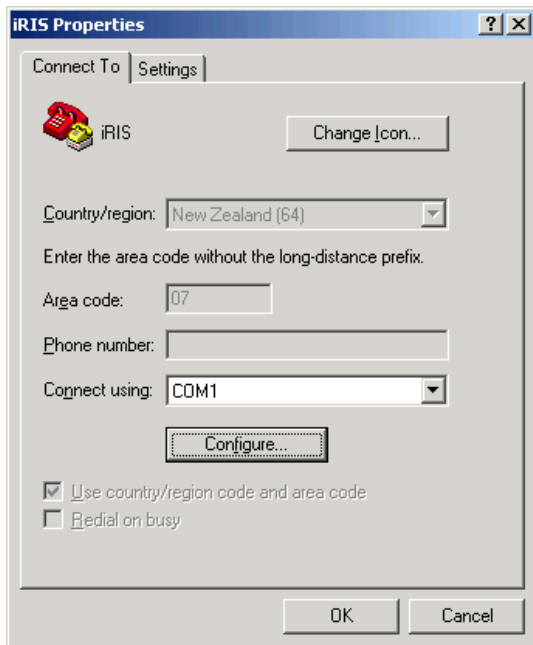 iRIS Properties
Connect To Settings
iRIS Change Icon...
Country/region: New Zealand (64)
Enter the area code without the long-distance prefix.
Area code: 07
Phone number:
Connect using: COM1
Configure...
Use country/region code and area code
Redial on busy
OK Cancel